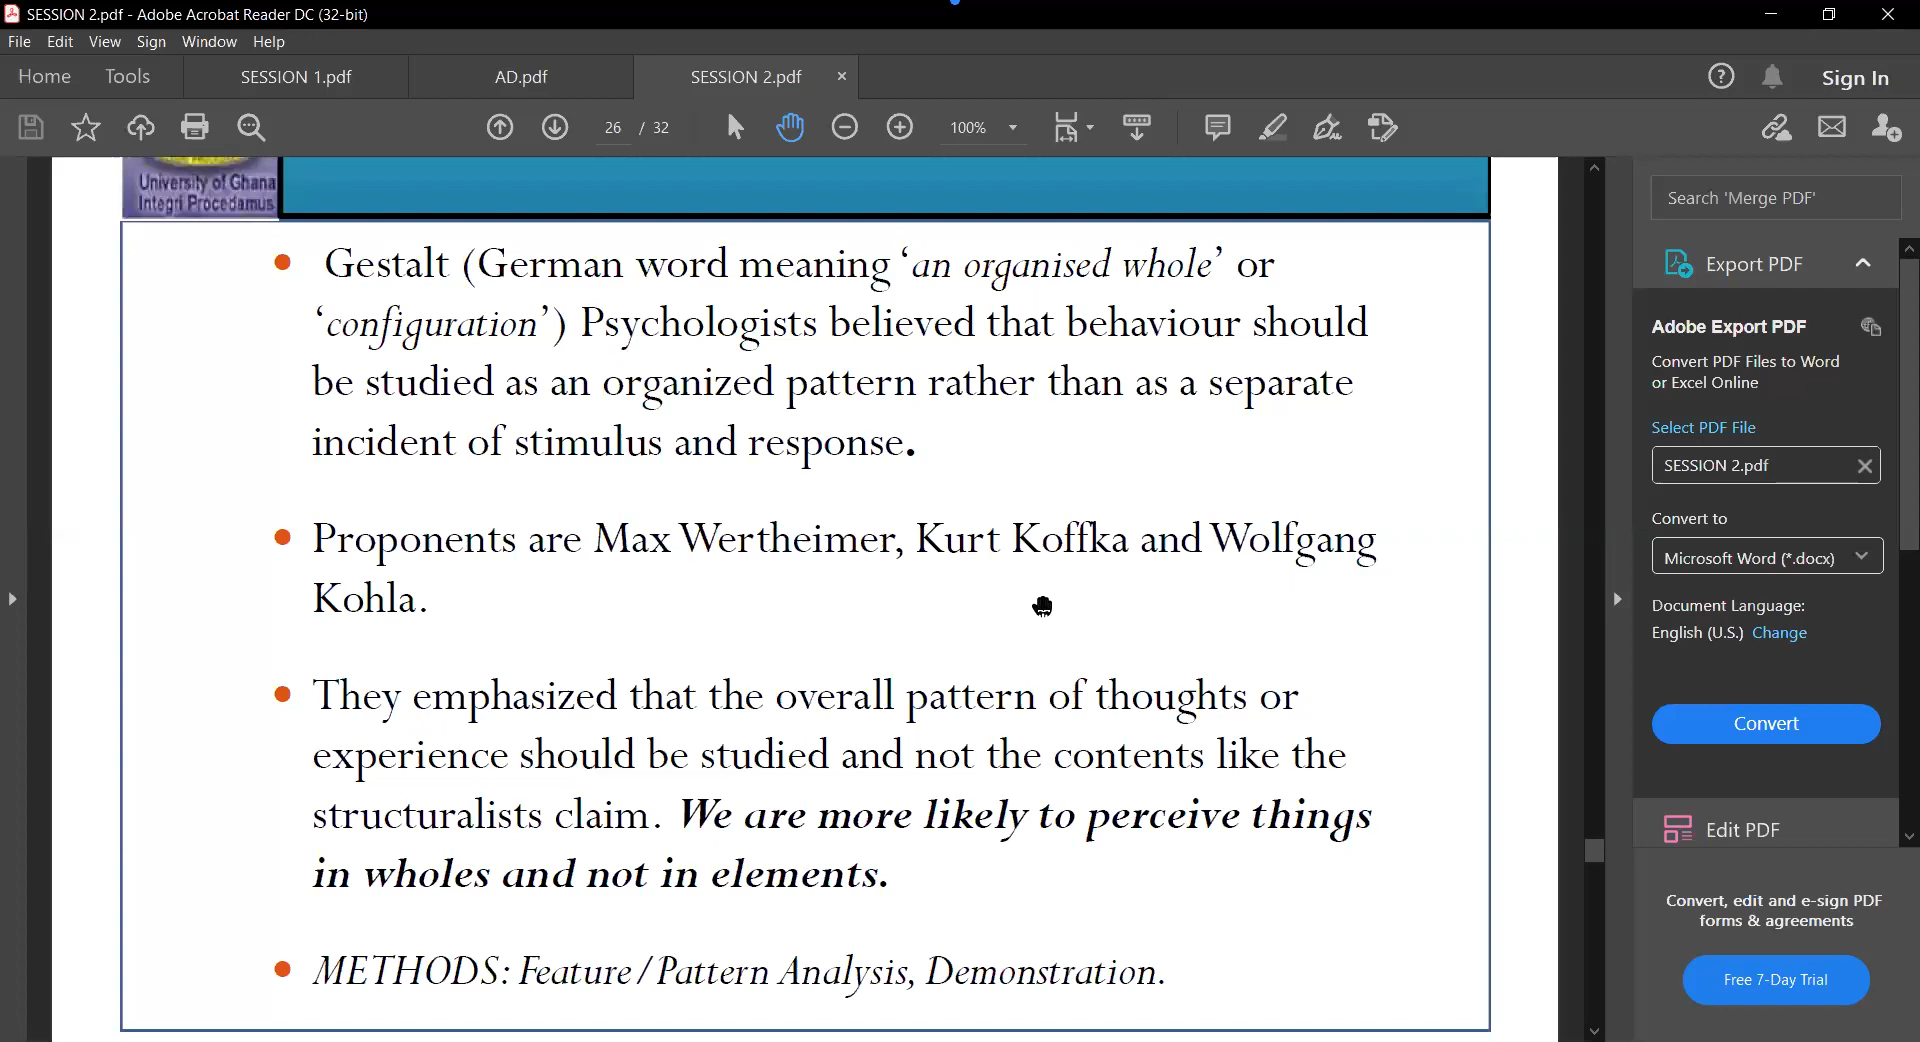 SESSION 2.pdf - Adobe Acrobat Reader DC (32-bit)
File Edit View Sign Window Help
Home Tools SESSION 1.pdf AD.pdf SESSION 2.pdf Sign In
26 / 32 100%
University of Ghana
Integri Procedamus
Gestalt (German word meaning ‘an organised whole’ or
‘configuration’) Psychologists believed that behaviour should
be studied as an organized pattern rather than as a separate
incident of stimulus and response.
Proponents are Max Wertheimer, Kurt Koffka and Wolfgang
Kohla.
They emphasized that the overall pattern of thoughts or
experience should be studied and not the contents like the
structuralists claim. We are more likely to perceive things
in wholes and not in elements.
METHODS: Feature/Pattern Analysis, Demonstration.
Search 'Merge PDF'
Export PDF
Adobe Export PDF
Convert PDF Files to Word
or Excel Online
Select PDF File
SESSION 2.pdf
Convert to
Microsoft Word (*.docx)
Document Language:
English (U.S.) Change
Convert
Edit PDF
Convert, edit and e-sign PDF
forms & agreements
Free 7-Day Trial